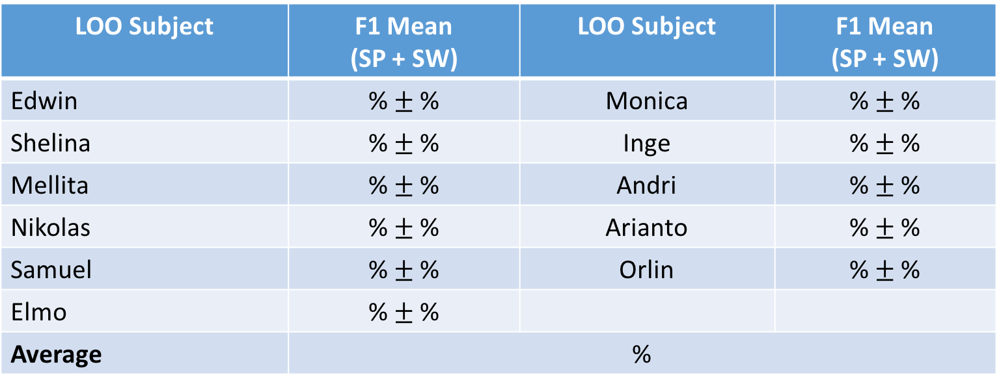 LOO Subject F1 Mean LOO Subject F1 Mean
(SP + SW) (SP + SW)
Edwin % ± % Monica % ± %
Shelina % ± % Inge % ± %
Mellita % ± % Andri % ± %
Nikolas % ± % Arianto % ± %
Samuel % ± % Orlin % ± %
Elmo % ± %
Average %